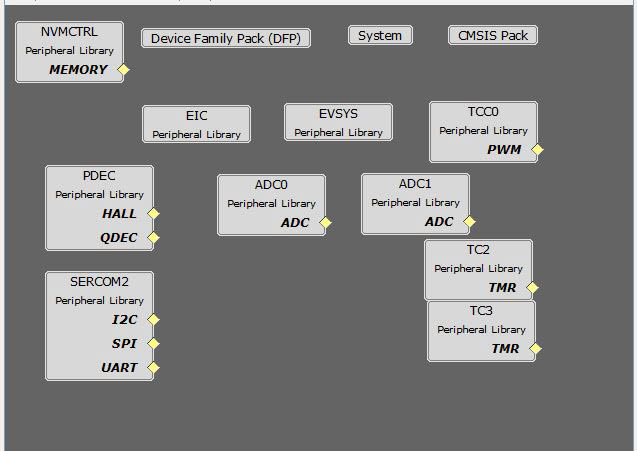 NVMCTRL
Peripheral Library
MEMORY
Device Family Pack (DFP)
System
CMSIS Pack
EIC
Peripheral Library
EVSYS
Peripheral Library
TCC0
Peripheral Library
PWM
PDEC
Peripheral Library
HALL
QDEC
ADC0
Peripheral Library
ADC
ADC1
Peripheral Library
ADC
TC2
Peripheral Library
TMR
SERCOM2
Peripheral Library
I2C
SPI
UART
TC3
Peripheral Library
TMR